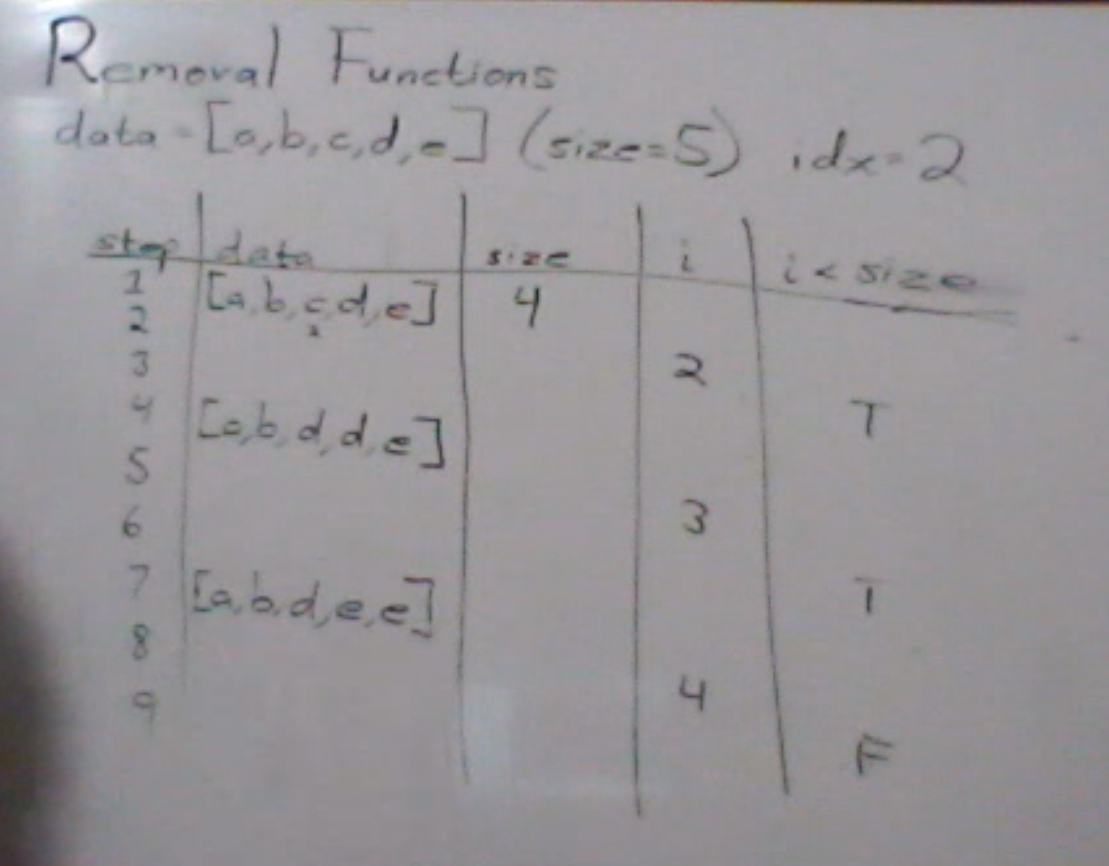 Removal Functions
data = [a,b,c,d,e] (size=5) idx=2
step data size i i < size
1 [a,b,c,d,e] 4
2
3 2
4 [a,b,d,d,e] T
5
6 3
7 [a,b,d,e,e] T
8
9 4
F